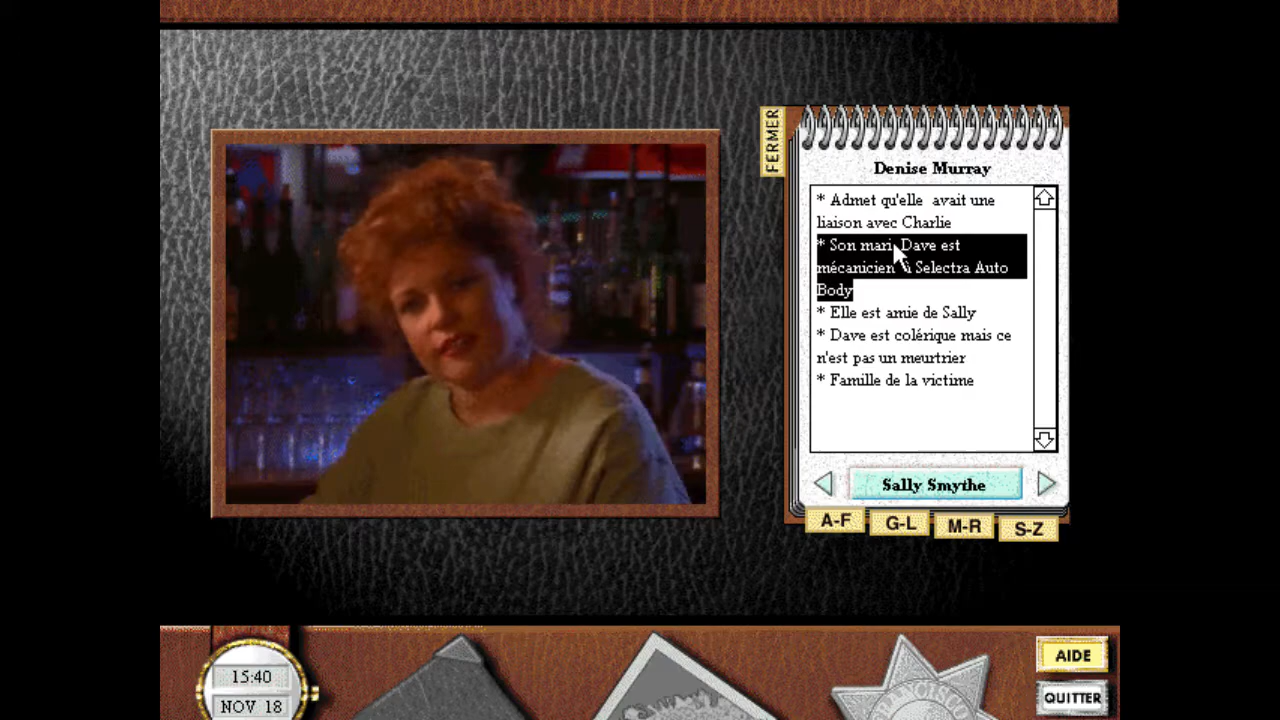 FERMER
Denise Murray
* Admet qu'elle avait une
liaison avec Charlie
* Son mari Dave est
mécanicien à Selectra Auto
Body
* Elle est amie de Sally
* Dave est colérique mais ce
n'est pas un meurtrier
* Famille de la victime
Sally Smythe
A-F
G-L
M-R
S-Z
15:40
NOV 18
AIDE
QUITTER